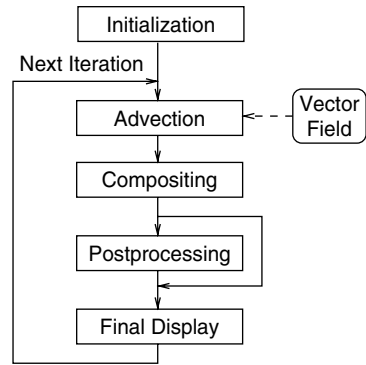 Initialization
Next Iteration
Advection
Vector
Field
Compositing
Postprocessing
Final Display